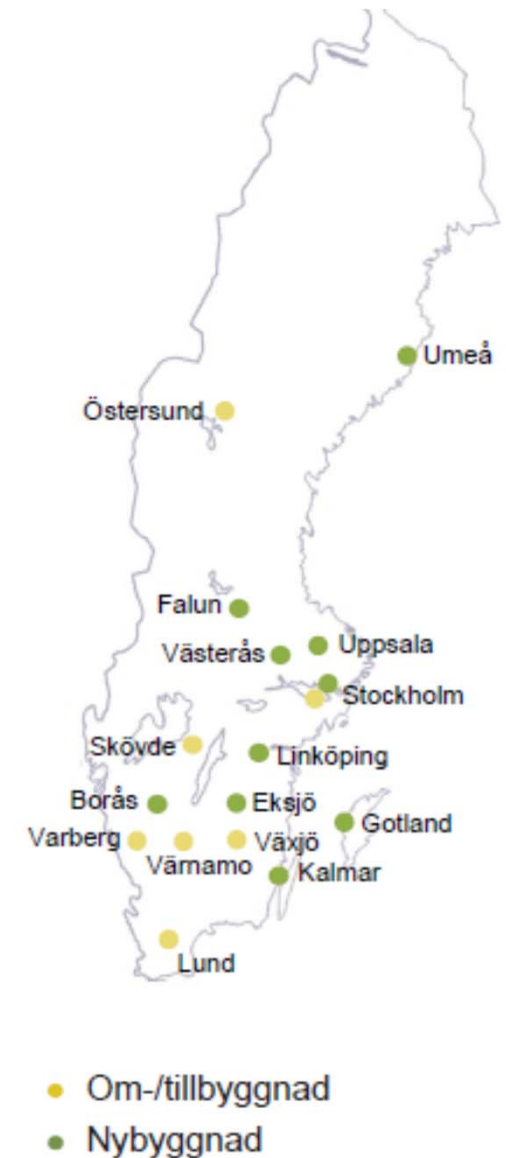 Umeå
Östersund
Falun
Uppsala
Västerås
Stockholm
Skövde
Linköping
Borås
Eksjö
Gotland
Varberg
Växjö
Värnamo
Kalmar
Lund
Om-/tillbyggnad
Nybyggnad